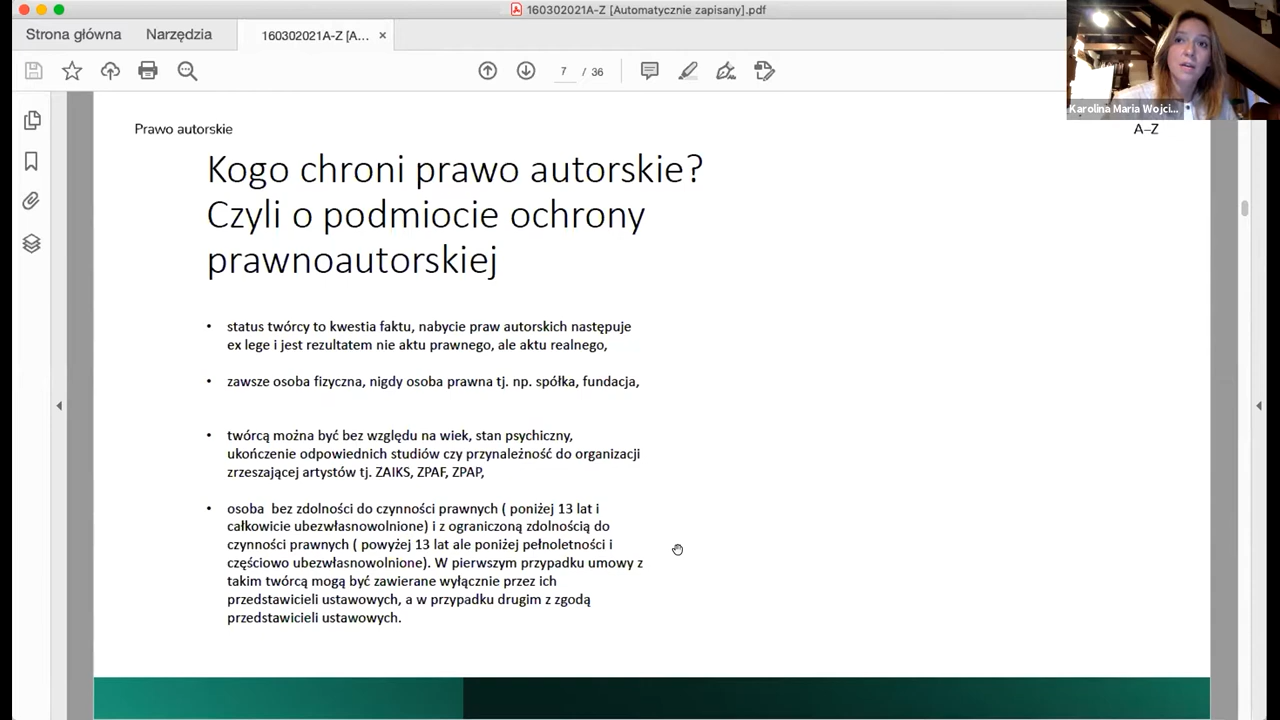 160302021A-Z [Automatycznie zapisany].pdf
Strona główna
Narzędzia
160302021A-Z [A...
7 / 36
Karolina Maria Wojci...
Prawo autorskie
A–Z
Kogo chroni prawo autorskie?
Czyli o podmiocie ochrony
prawnoautorskiej
• status twórcy to kwestia faktu, nabycie praw autorskich następuje
ex lege i jest rezultatem nie aktu prawnego, ale aktu realnego,
• zawsze osoba fizyczna, nigdy osoba prawna tj. np. spółka, fundacja,
• twórcą można być bez względu na wiek, stan psychiczny,
ukończenie odpowiednich studiów czy przynależność do organizacji
zrzeszającej artystów tj. ZAIKS, ZPAF, ZPAP,
• osoba  bez zdolności do czynności prawnych ( poniżej 13 lat i
całkowicie ubezwłasnowolnione) i z ograniczoną zdolnością do
czynności prawnych ( powyżej 13 lat ale poniżej pełnoletności i
częściowo ubezwłasnowolnione). W pierwszym przypadku umowy z
takim twórcą mogą być zawierane wyłącznie przez ich
przedstawicieli ustawowych, a w przypadku drugim z zgodą
przedstawicieli ustawowych.